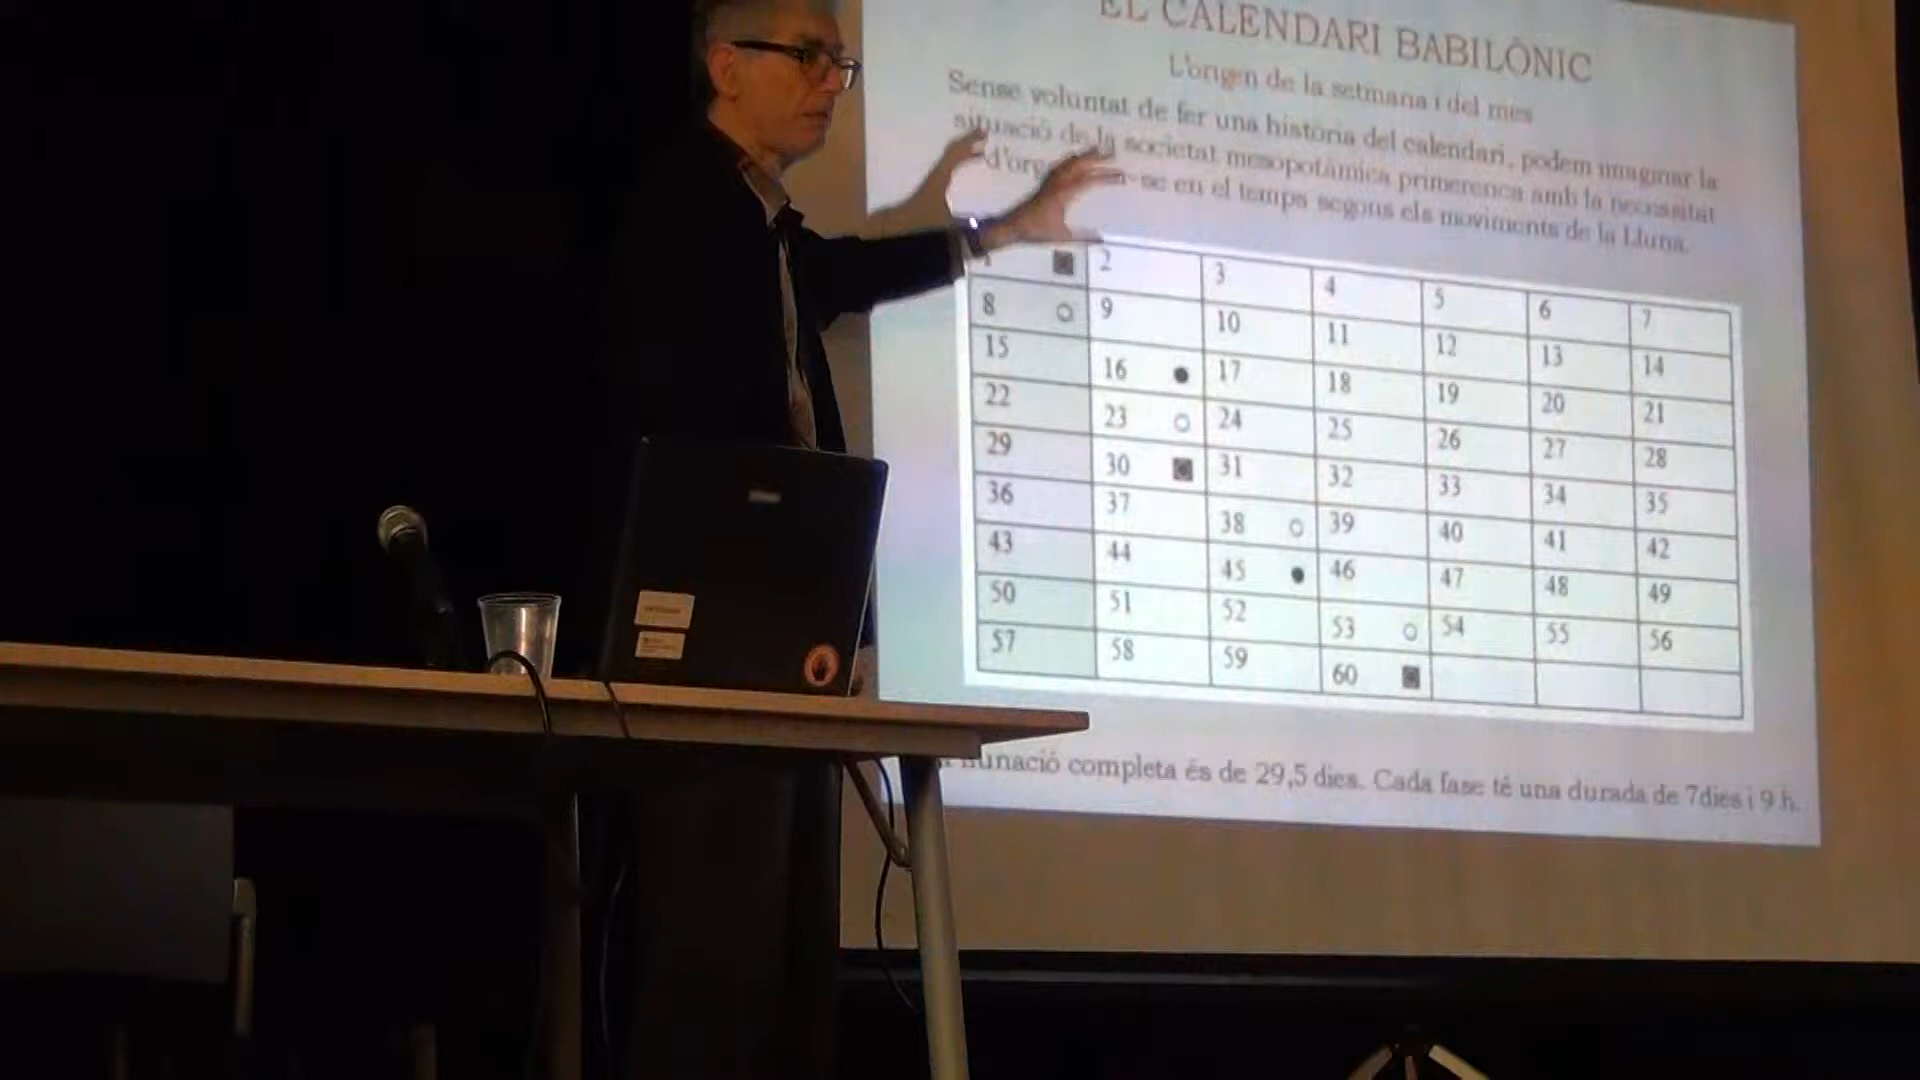 EL CALENDARI BABILÒNIC
L'origen de la setmana i del mes
Sense voluntat de fer una història del calendari, podem imaginar la
situació de la societat mesopotàmica primerenca amb la necessitat
en el temps segons els moviments de la Lluna.
1 2 3 4 5 6 7
8 9 10 11 12 13 14
15 16 17 18 19 20 21
22 23 24 25 26 27 28
29 30 31 32 33 34 35
36 37 38 39 40 41 42
43 44 45 46 47 48 49
50 51 52 53 54 55 56
57 58 59 60
completa és de 29,5 dies. Cada fase té una durada de 7dies i 9 h.